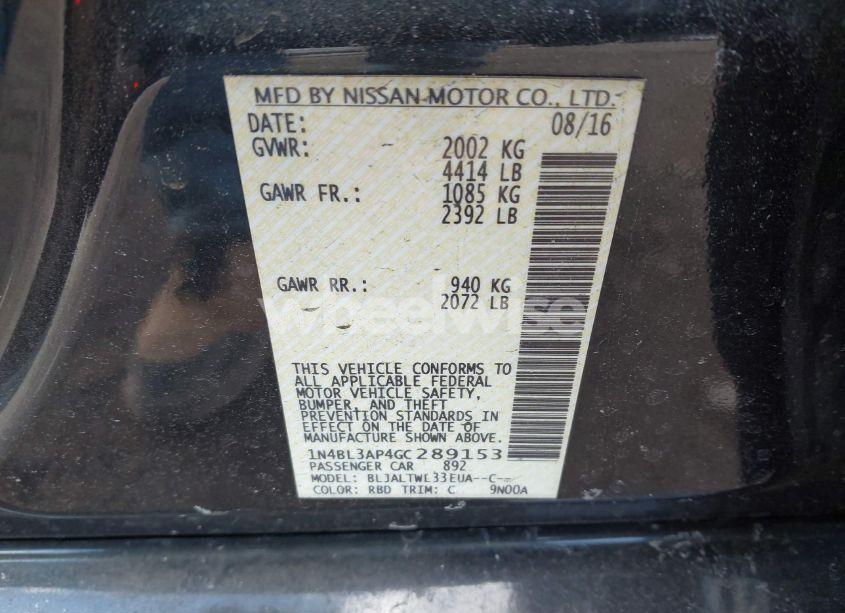 MFD BY NISSAN MOTOR CO., LTD.
DATE: 08/16
GVWR: 2002 KG
4414 LB
GAWR FR.: 1085 KG
2392 LB
GAWR RR.: 940 KG
2072 LB
wheelwise
THIS VEHICLE CONFORMS TO
ALL APPLICABLE FEDERAL
MOTOR VEHICLE SAFETY,
BUMPER, AND THEFT
PREVENTION STANDARDS IN
EFFECT ON THE DATE OF
MANUFACTURE SHOWN ABOVE.
1N4BL3AP4GC289153
PASSENGER CAR 892
MODEL: BLJALTWL33EUA--C--
COLOR: RBD TRIM: C 9N00A